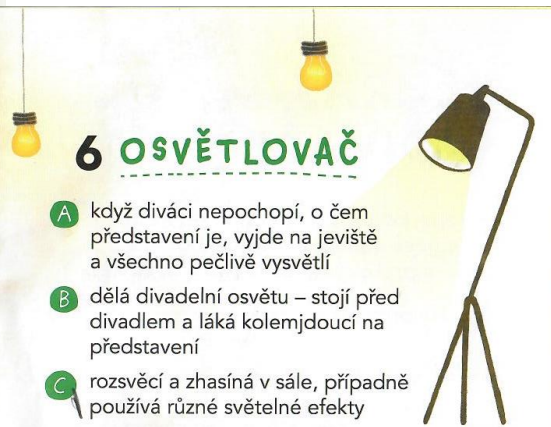 6 OSVĚTLOVAČ
A když diváci nepochopí, o čem
představení je, vyjde na jeviště
a všechno pečlivě vysvětlí
B dělá divadelní osvětu – stojí před
divadlem a láká kolemjdoucí na
představení
C rozsvěcí a zhasíná v sále, případně
používá různé světelné efekty